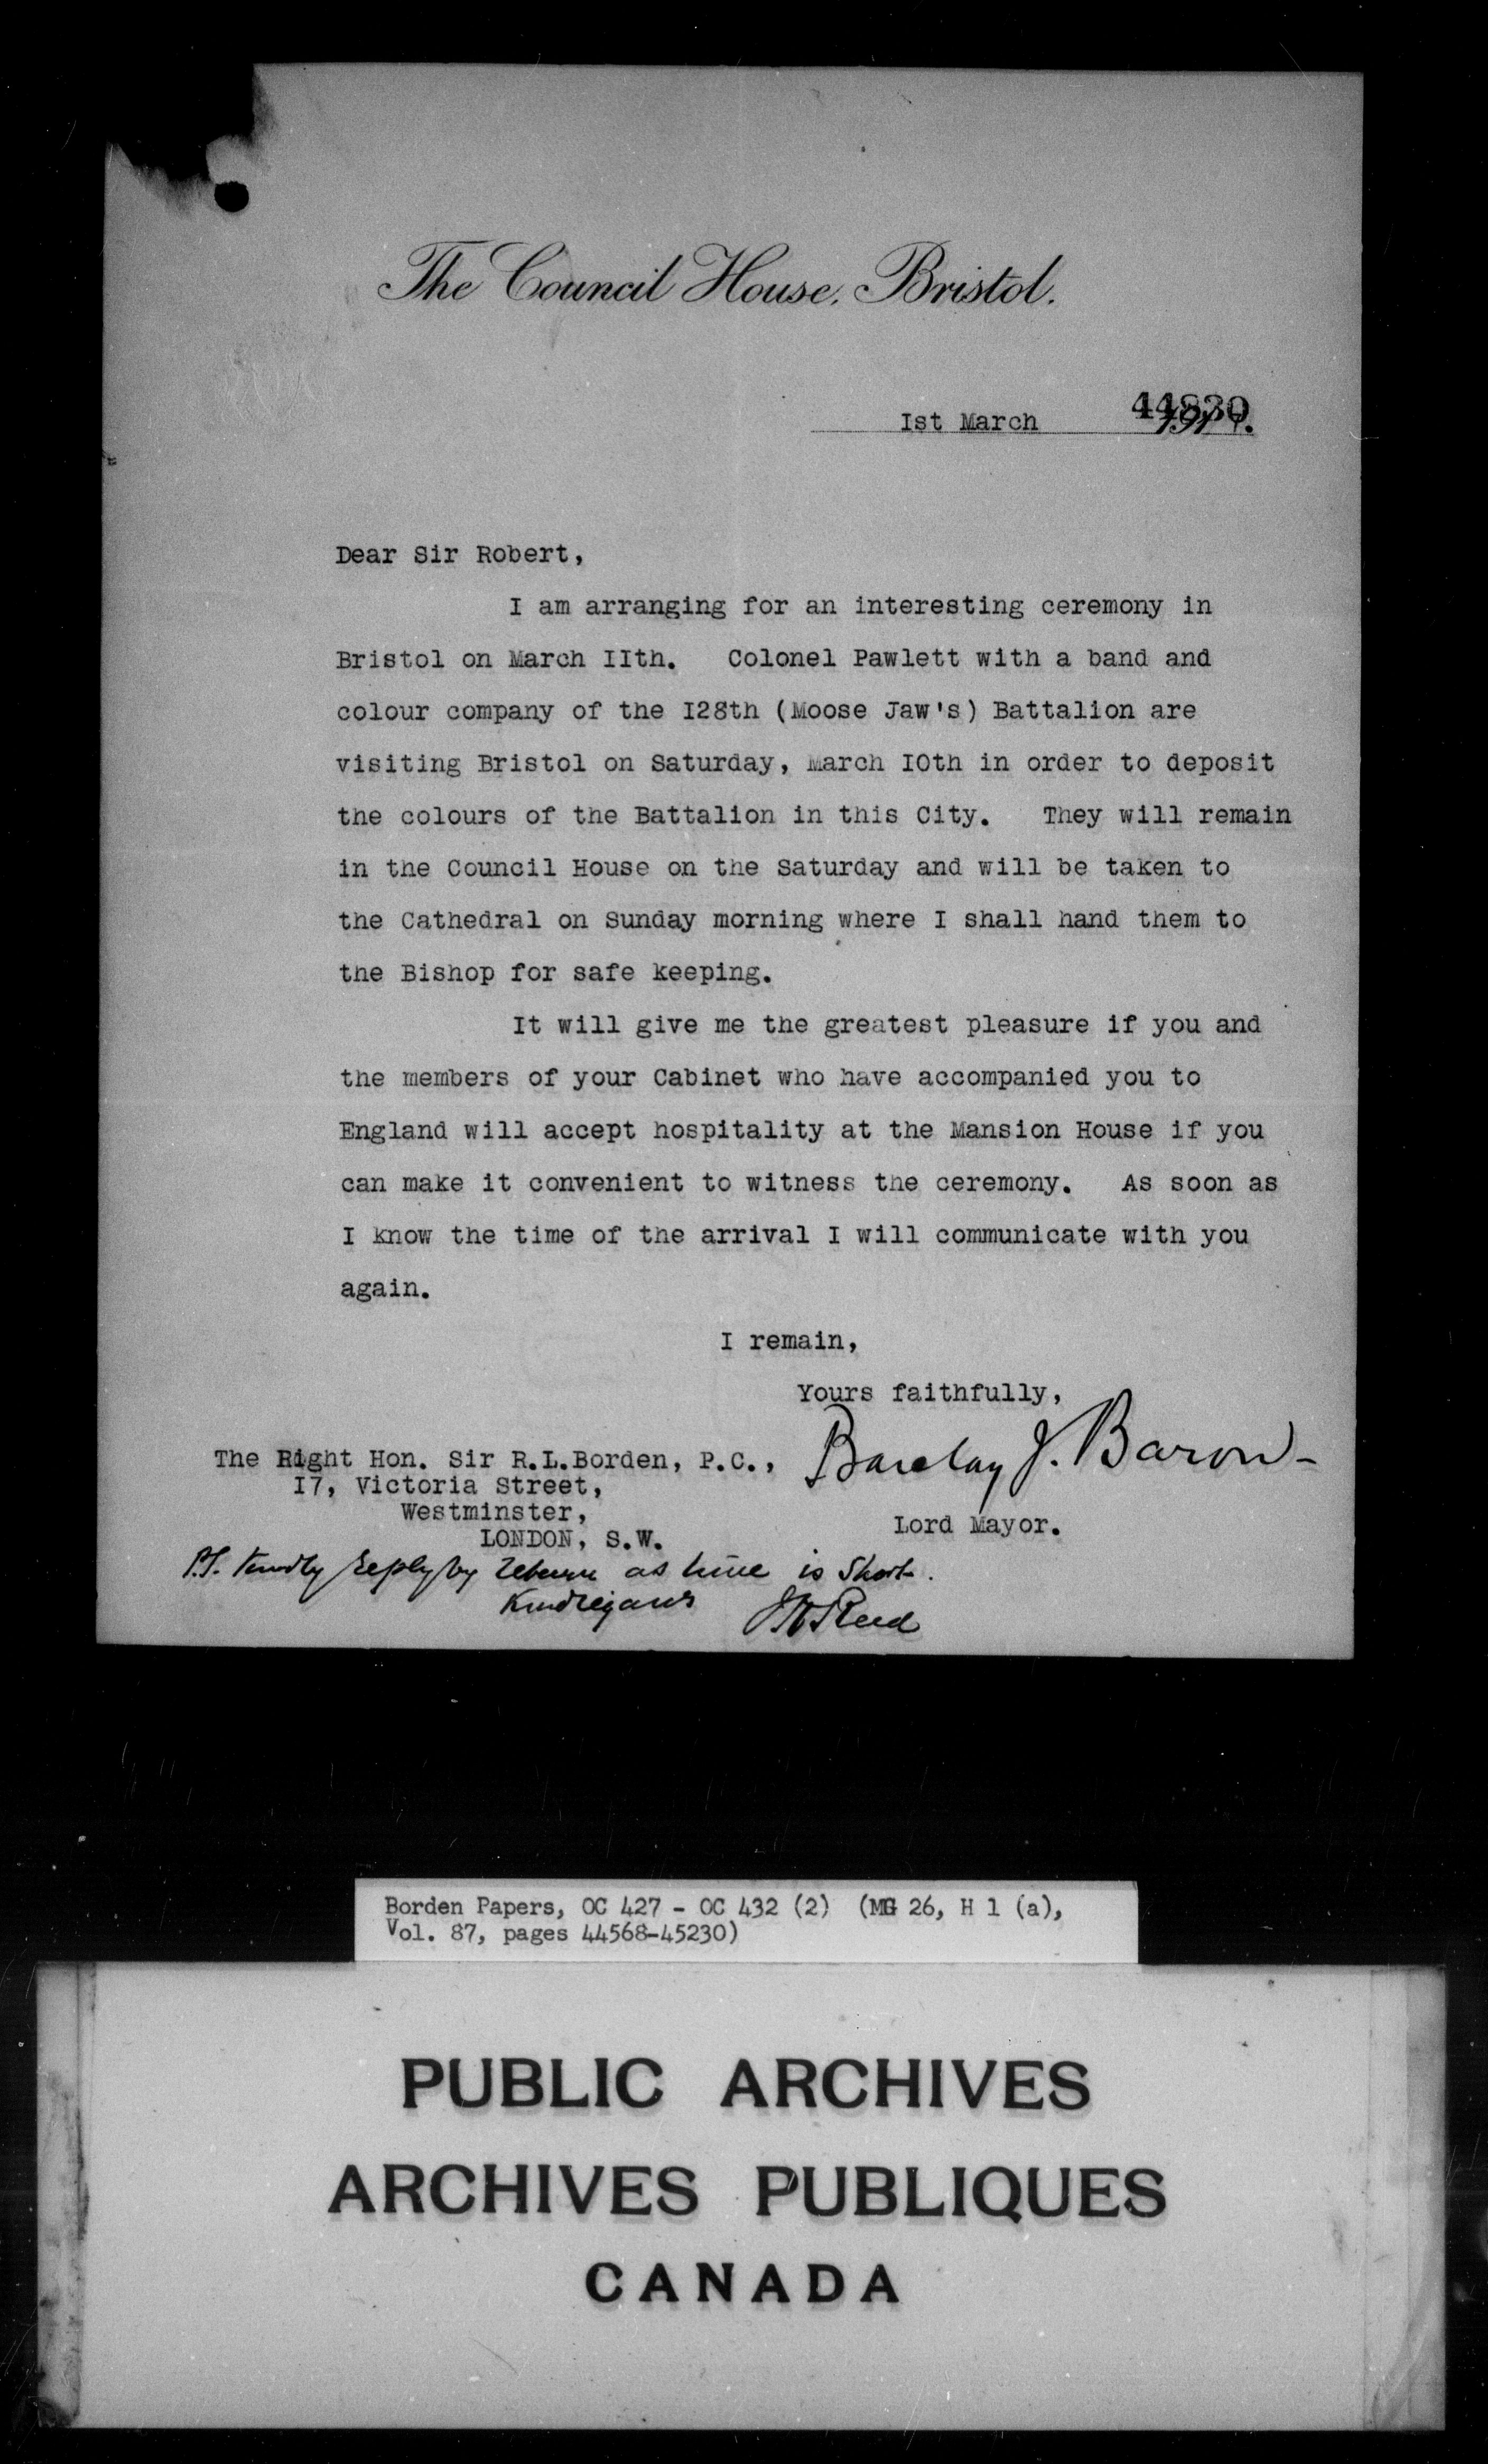 The Council House, Bristol.
44830
Ist March 1917.
Dear Sir Robert,
I am arranging for an interesting ceremony in
Bristol on March IIth. Colonel Pawlett with a band and
colour company of the I28th (Moose Jaw's) Battalion are
visiting Bristol on Saturday, March IOth in order to deposit
the colours of the Battalion in this City. They will remain
in the Council House on the Saturday and will be taken to
the Cathedral on Sunday morning where I shall hand them to
the Bishop for safe keeping.
It will give me the greatest pleasure if you and
the members of your Cabinet who have accompanied you to
England will accept hospitality at the Mansion House if you
can make it convenient to witness the ceremony. As soon as
I know the time of the arrival I will communicate with you
again.
I remain,
Yours faithfully,
Barclay J. Baron
Lord Mayor.
The Right Hon. Sir R.L.Borden, P.C.,
I7, Victoria Street,
Westminster,
LONDON, S.W.
P.S. Kindly reply by return as time is short.
Kind regards
Borden Papers, OC 427 - OC 432 (2) (MG 26, H 1 (a),
Vol. 87, pages 44568-45230)
PUBLIC ARCHIVES
ARCHIVES PUBLIQUES
CANADA